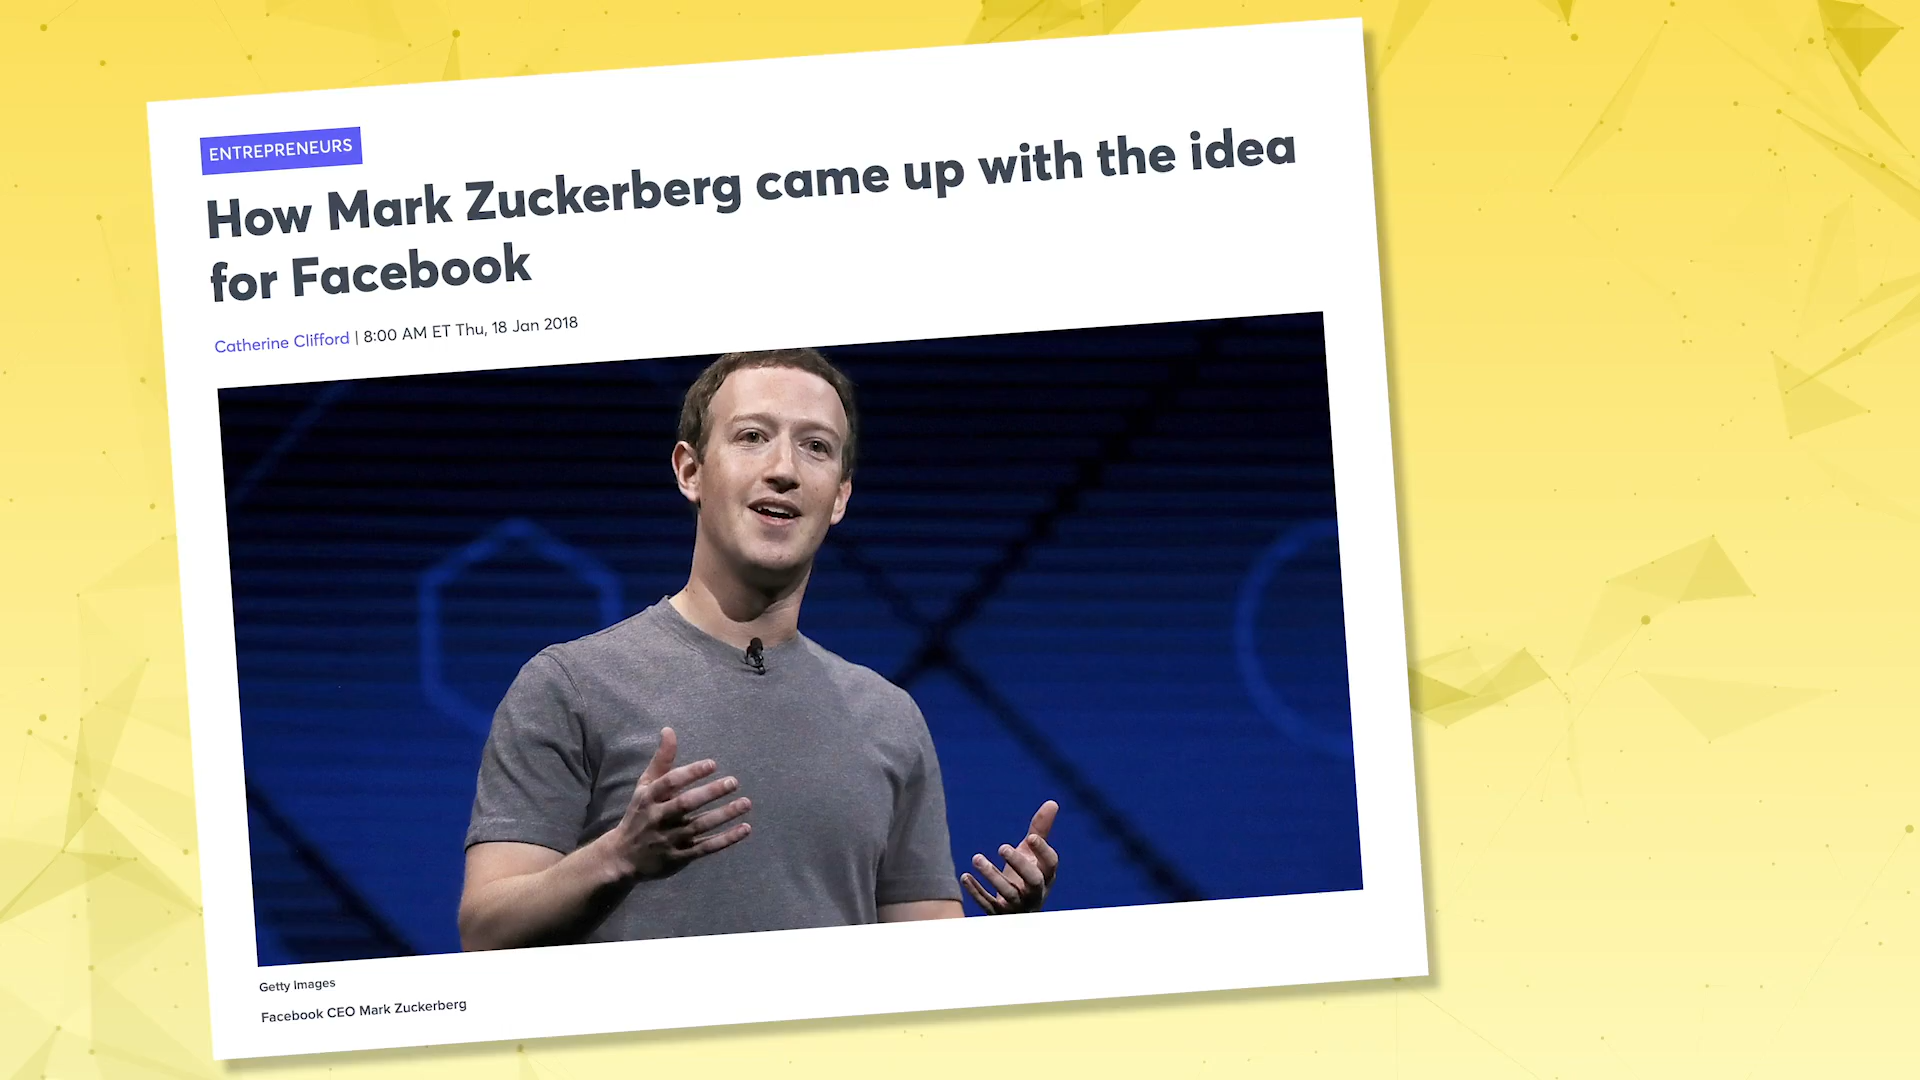 ENTREPRENEURS
How Mark Zuckerberg came up with the idea
for Facebook
Catherine Clifford | 8:00 AM ET Thu, 18 Jan 2018
Getty Images
Facebook CEO Mark Zuckerberg